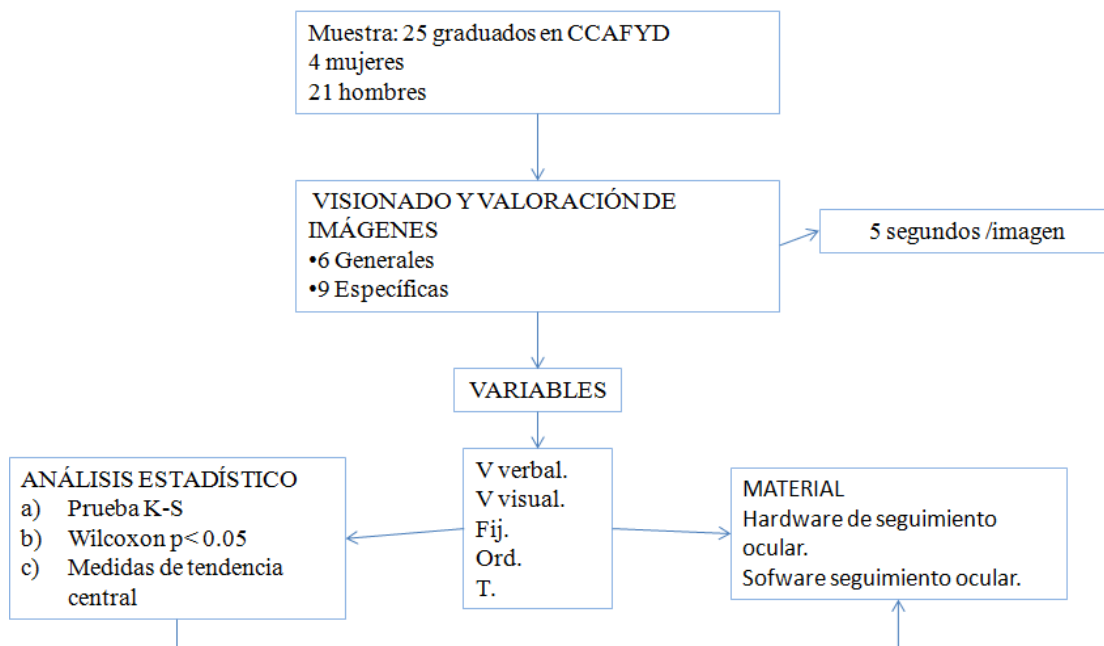 Muestra: 25 graduados en CCAFYD
4 mujeres
21 hombres
VISIONADO Y VALORACIÓN DE
IMÁGENES
•6 Generales
•9 Específicas
5 segundos /imagen
VARIABLES
V verbal.
V visual.
Fij.
Ord.
T.
ANÁLISIS ESTADÍSTICO
a) Prueba K-S
b) Wilcoxon p< 0.05
c) Medidas de tendencia
central
MATERIAL
Hardware de seguimiento
ocular.
Sofware seguimiento ocular.